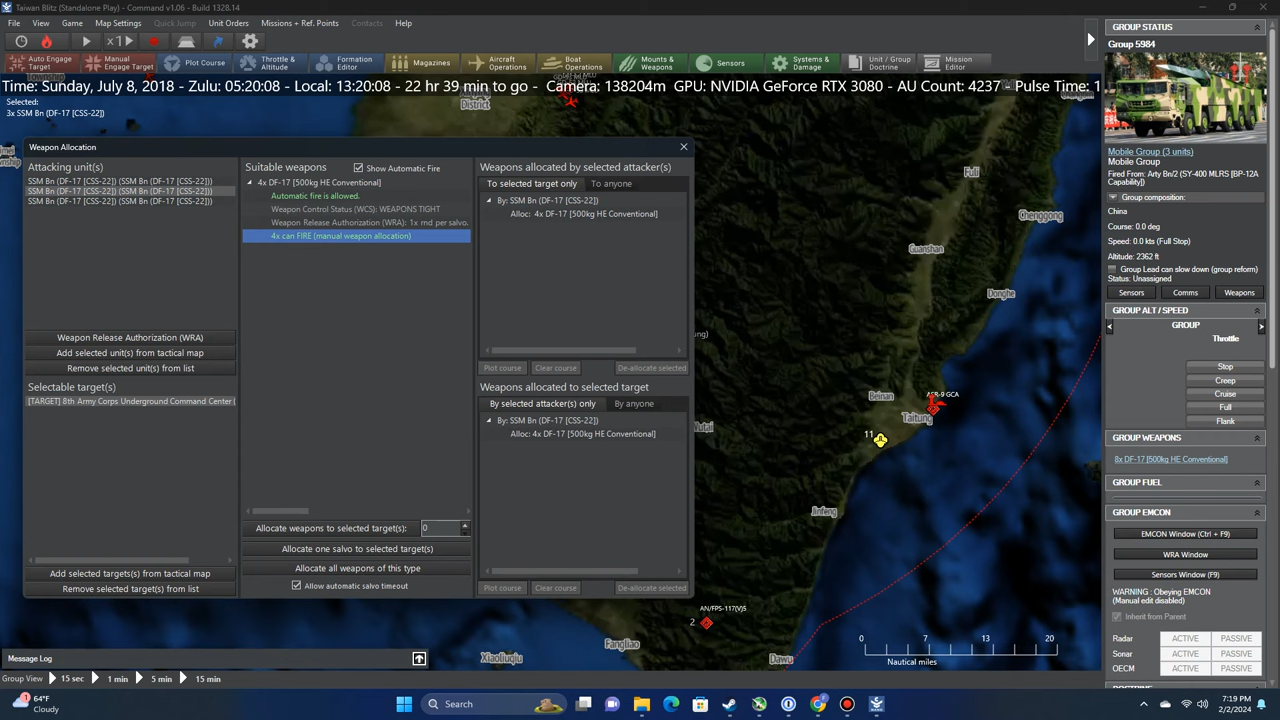 Taiwan Blitz (Standalone Play) - Command v1.06 - Build 1328.14
File View Game Map Settings Quick Jump Unit Orders Missions + Ref. Points Contacts Help
x1
Auto Engage Target
Manual Engage Target
Plot Course
Throttle & Altitude
Formation Editor
Magazines
Aircraft Operations
Boat Operations
Mounts & Weapons
Sensors
Systems & Damage
Unit / Group Doctrine
Mission Editor
Township
District
Time: Sunday, July 8, 2018 - Zulu: 05:20:08 - Local: 13:20:08 - 22 hr 39 min to go - Camera: 138204m GPU: NVIDIA GeForce RTX 3080 - AU Count: 4237 - Pulse Time: 1
Selected:
3x SSM Bn (DF-17 [CSS-22])
Weapon Allocation
Attacking unit(s)
SSM Bn (DF-17 [CSS-22]) (SSM Bn (DF-17 [CSS-22]))
SSM Bn (DF-17 [CSS-22]) (SSM Bn (DF-17 [CSS-22]))
SSM Bn (DF-17 [CSS-22]) (SSM Bn (DF-17 [CSS-22]))
Weapon Release Authorization (WRA)
Add selected unit(s) from tactical map
Remove selected unit(s) from list
Selectable target(s)
[TARGET] 8th Army Corps Underground Command Center (
Add selected targets(s) from tactical map
Remove selected target(s) from list
Suitable weapons
Show Automatic Fire
4x DF-17 [500kg HE Conventional]
Automatic fire is allowed.
Weapon Control Status (WCS): WEAPONS TIGHT
Weapon Release Authorization (WRA): 1x rnd per salvo.
4x can FIRE (manual weapon allocation)
Allocate weapons to selected target(s): 0
Allocate one salvo to selected target(s)
Allocate all weapons of this type
Allow automatic salvo timeout
Weapons allocated by selected attacker(s)
To selected target only To anyone
By: SSM Bn (DF-17 [CSS-22])
Alloc: 4x DF-17 [500kg HE Conventional]
Plot course Clear course De-allocate selected
Weapons allocated to selected target
By selected attacker(s) only By anyone
By: SSM Bn (DF-17 [CSS-22])
Alloc: 4x DF-17 [500kg HE Conventional]
Plot course Clear course De-allocate selected
Fuli
Chenggong
Guanshan
Donghe
Beinan
ASR-9 GCA
Taitung
11
Jinfeng
AN/FPS-117(V)5
2
Fangliao
Xiaoliuqiu
Dawu
0 7 13 20
Nautical miles
GROUP STATUS
Group 5984
Mobile Group (3 units)
Mobile Group
Fired From: Arty Bn/2 (SY-400 MLRS [BP-12A Capability])
Group composition:
China
Course: 0.0 deg
Speed: 0.0 kts (Full Stop)
Altitude: 2362 ft
Group Lead can slow down (group reform)
Status: Unassigned
Sensors Comms Weapons
GROUP ALT / SPEED
GROUP
Throttle
Stop
Creep
Cruise
Full
Flank
GROUP WEAPONS
8x DF-17 [500kg HE Conventional]
GROUP FUEL
GROUP EMCON
EMCON Window (Ctrl + F9)
WRA Window
Sensors Window (F9)
WARNING : Obeying EMCON
(Manual edit disabled)
Inherit from Parent
Radar ACTIVE PASSIVE
Sonar ACTIVE PASSIVE
OECM ACTIVE PASSIVE
Message Log
Group View 15 sec 1 min 5 min 15 min
64°F
Cloudy
1
Search
7:19 PM
2/2/2024